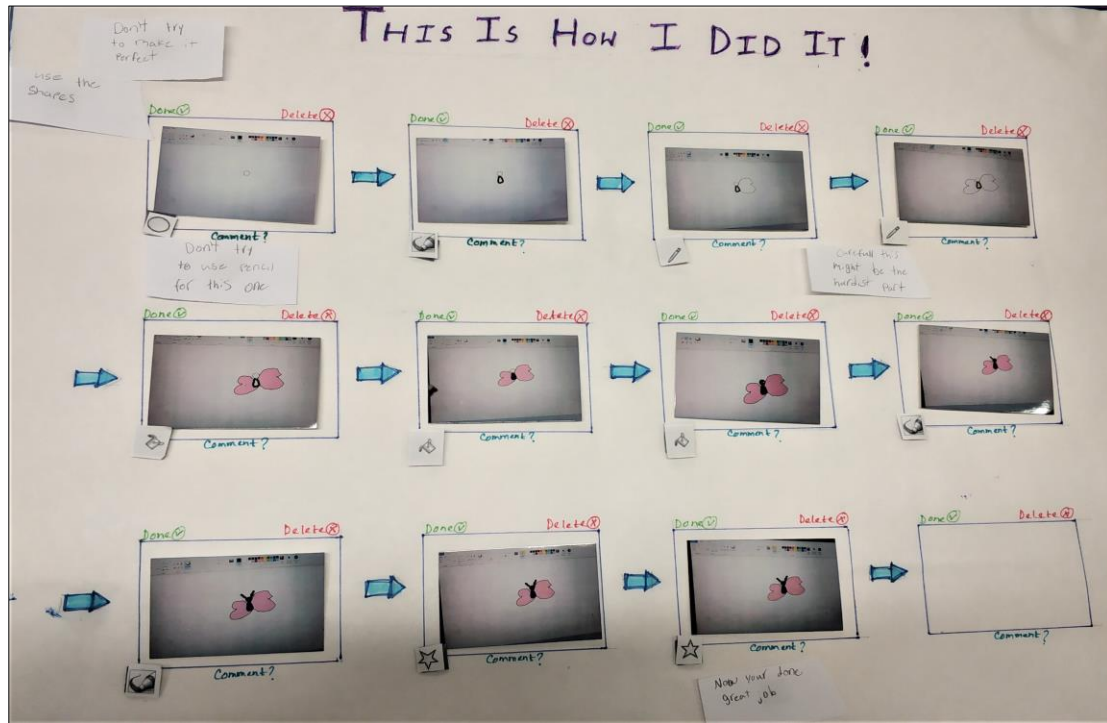 THIS IS HOW I DID IT!
Don't try
to make it
perfect
use the
shapes
Done Delete
Done Delete
Done Delete
Done Delete
Comment?
Comment?
Comment?
Comment?
Don't try
to use pencil
for this one
Carefull this
might be the
hardist Part
Done Delete
Done Delete
Done Delete
Done Delete
Comment?
Comment?
Comment?
Comment?
Done Delete
Done Delete
Done Delete
Done Delete
Comment?
Comment?
Comment?
Comment?
Now your done
great job